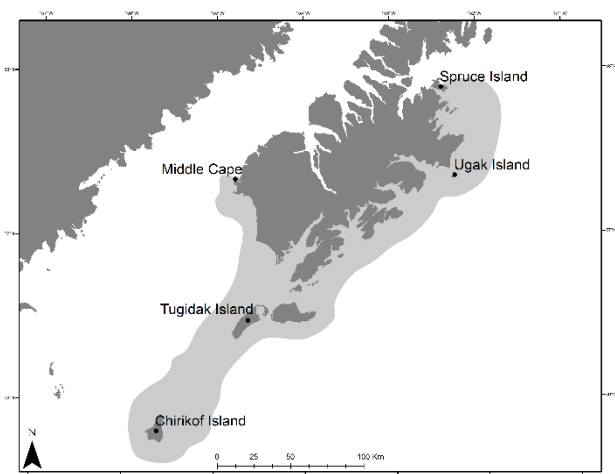 Spruce Island
Ugak Island
Middle Cape
Tugidak Island
Chirikof Island
N
0 25 50 100 Km